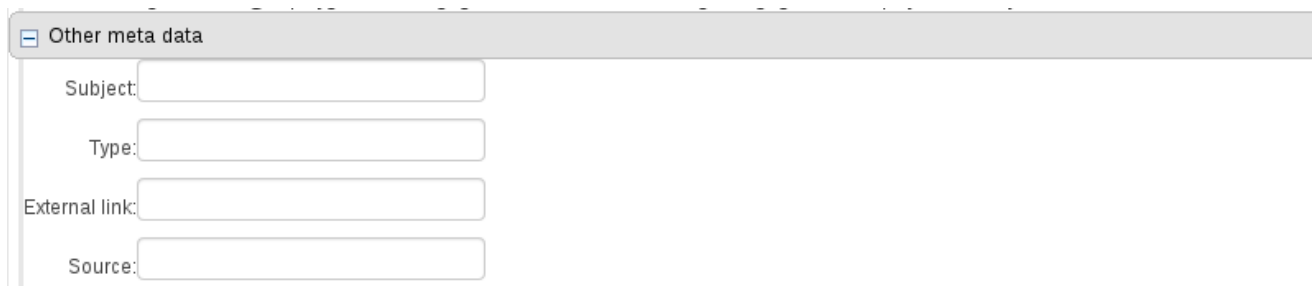 Other meta data
Subject:
Type:
External link:
Source: